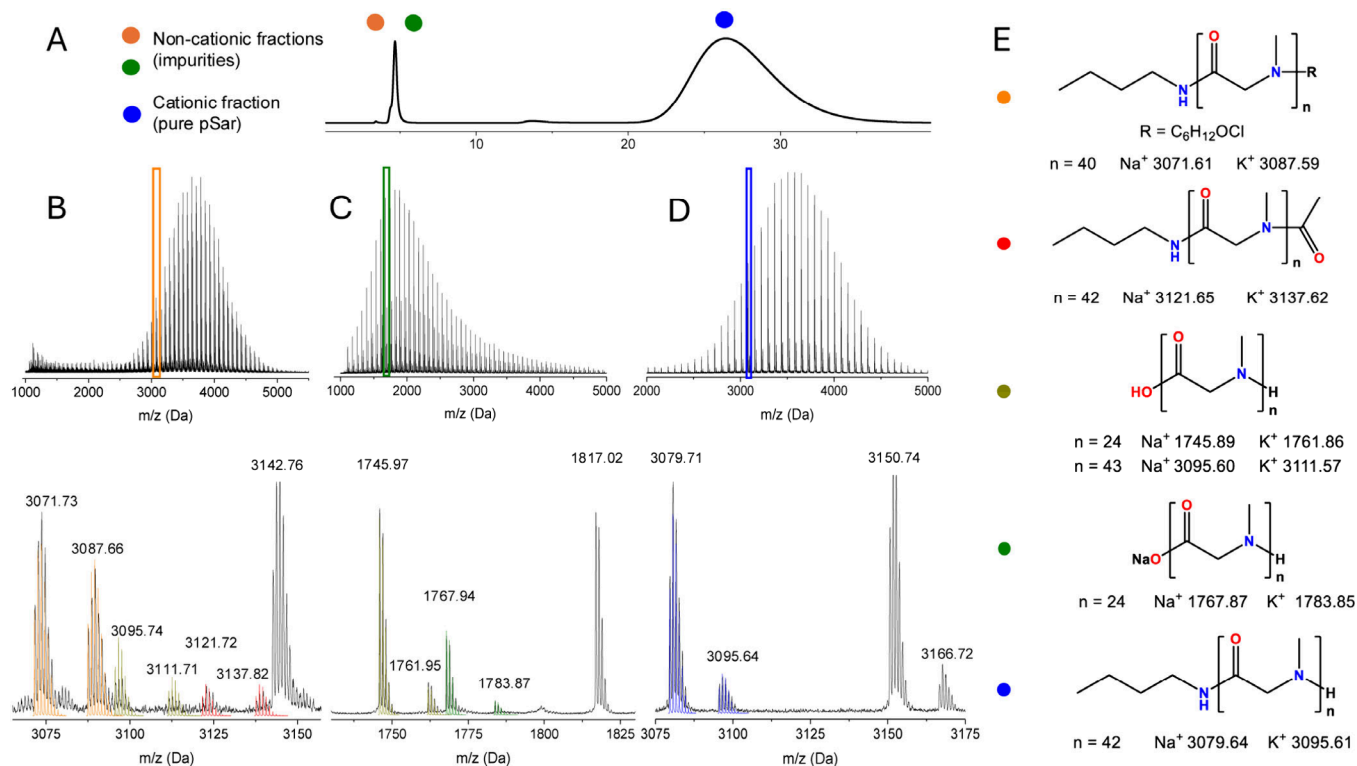 A
Non-cationic fractions
(impurities)
Cationic fraction
(pure pSar)
10
20
30
B
1000
2000
3000
4000
5000
m/z (Da)
C
1000
2000
3000
4000
5000
m/z (Da)
D
2000
3000
4000
5000
m/z (Da)
3071.73
3087.66
3095.74
3111.71
3121.72
3137.82
3142.76
3100
3125
3150
m/z (Da)
1745.97
1761.95
1767.94
1783.87
1817.02
1750
1775
1800
1825
m/z (Da)
3079.71
3095.64
3150.74
3166.72
3075
3100
3125
3150
3175
m/z (Da)
E
O
N
H
N
R
n
R = C₆H₁₂OCl
n = 40 Na⁺ 3071.61 K⁺ 3087.59
O
N
H
N
n
O
n = 42 Na⁺ 3121.65 K⁺ 3137.62
O
HO
N
H
n
n = 24 Na⁺ 1745.89 K⁺ 1761.86
n = 43 Na⁺ 3095.60 K⁺ 3111.57
O
NaO
N
H
n
n = 24 Na⁺ 1767.87 K⁺ 1783.85
O
N
H
N
H
n
n = 42 Na⁺ 3079.64 K⁺ 3095.61